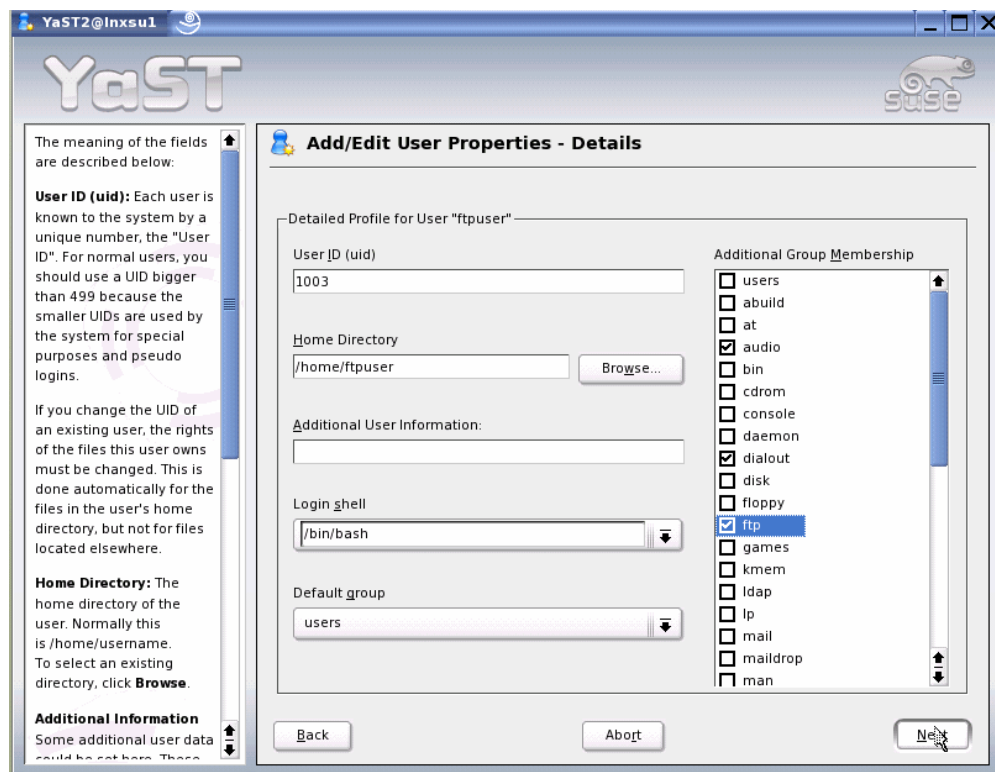 YaST2@lnxsu1
YaST
suse
The meaning of the fields
are described below:
User ID (uid): Each user is
known to the system by a
unique number, the "User
ID". For normal users, you
should use a UID bigger
than 499 because the
smaller UIDs are used by
the system for special
purposes and pseudo
logins.
If you change the UID of
an existing user, the rights
of the files this user owns
must be changed. This is
done automatically for the
files in the user's home
directory, but not for files
located elsewhere.
Home Directory: The
home directory of the
user. Normally this
is /home/username.
To select an existing
directory, click Browse.
Additional Information
Some additional user data
could be set here. These
Add/Edit User Properties - Details
Detailed Profile for User "ftpuser"
User ID (uid)
1003
Home Directory
/home/ftpuser
Browse...
Additional User Information:
Login shell
/bin/bash
Default group
users
Additional Group Membership
users
abuild
at
audio
bin
cdrom
console
daemon
dialout
disk
floppy
ftp
games
kmem
ldap
lp
mail
maildrop
man
Back
Abort
Next